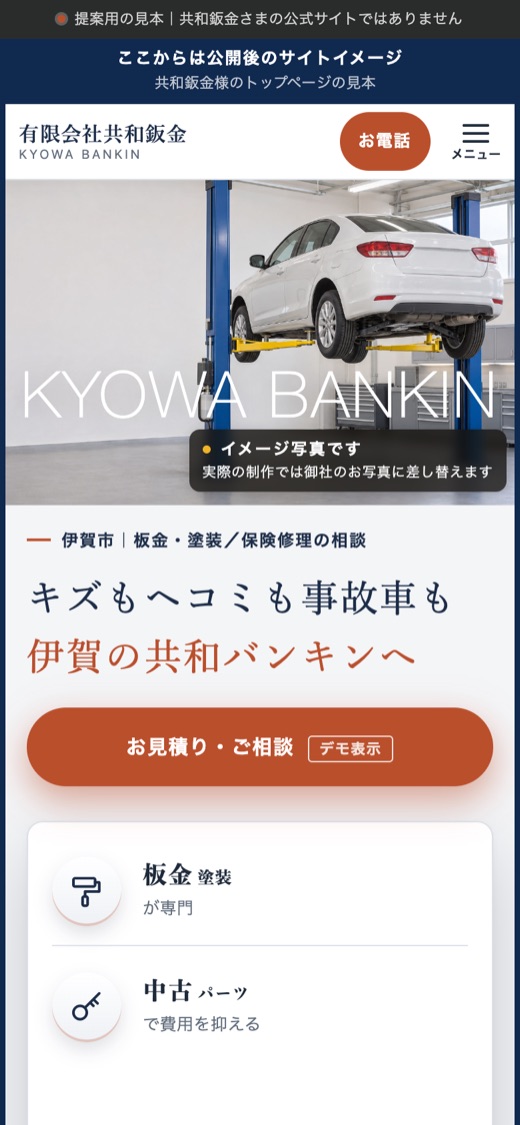 提案用の見本｜共和鈑金さまの公式サイトではありません
ここからは公開後のサイトイメージ
共和鈑金様のトップページの見本
有限会社共和鈑金
KYOWA BANKIN
お電話
メニュー
KYOWA BANKIN
イメージ写真です
実際の制作では御社のお写真に差し替えます
伊賀市｜板金・塗装／保険修理の相談
キズもヘコミも事故車も
伊賀の共和バンキンへ
お見積り・ご相談 デモ表示
板金 塗装
が専門
中古 パーツ
で費用を抑える